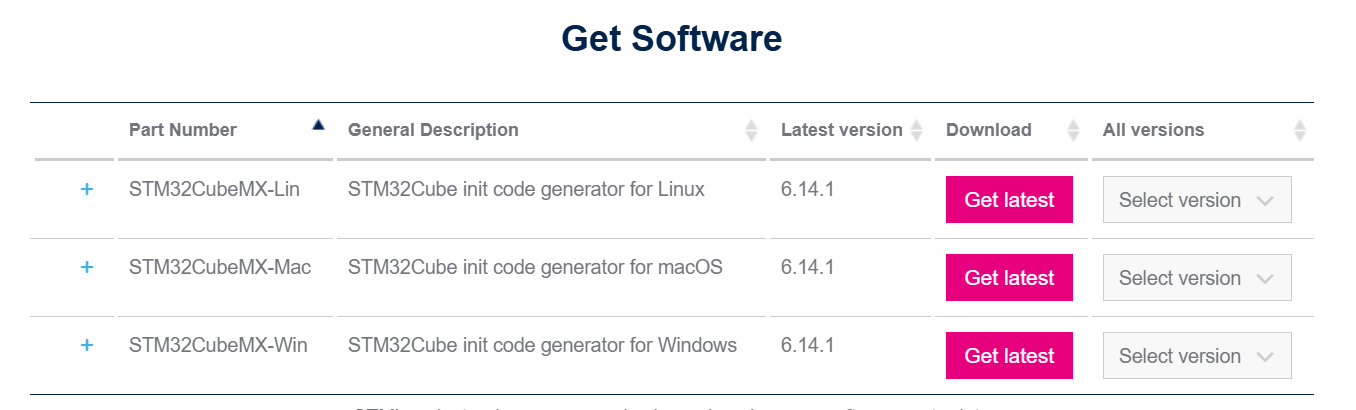 Get Software
Part Number General Description Latest version Download All versions
+ STM32CubeMX-Lin STM32Cube init code generator for Linux 6.14.1 Get latest Select version
+ STM32CubeMX-Mac STM32Cube init code generator for macOS 6.14.1 Get latest Select version
+ STM32CubeMX-Win STM32Cube init code generator for Windows 6.14.1 Get latest Select version